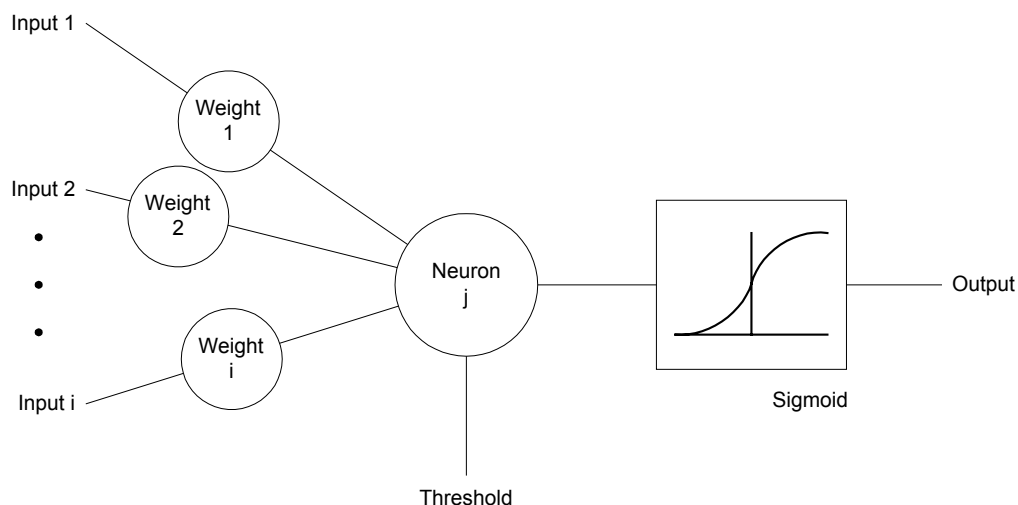 Input 1
Weight
1
Input 2
Weight
2
Neuron
j
Output
Weight
i
Input i
Sigmoid
Threshold